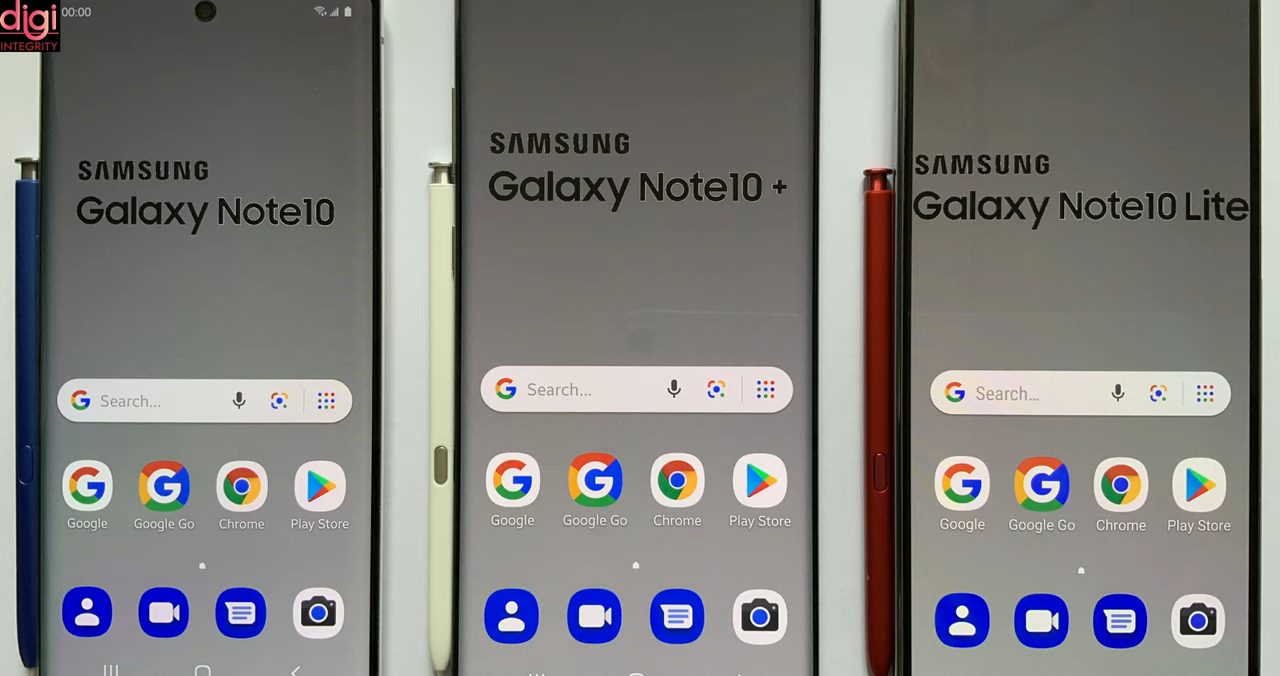 digi
INTEGRITY
00:00
SAMSUNG
Galaxy Note10
Search...
Google Google Go Chrome Play Store
SAMSUNG
Galaxy Note10 +
Search...
Google Google Go Chrome Play Store
SAMSUNG
Galaxy Note10 Lite
Search...
Google Google Go Chrome Play Store